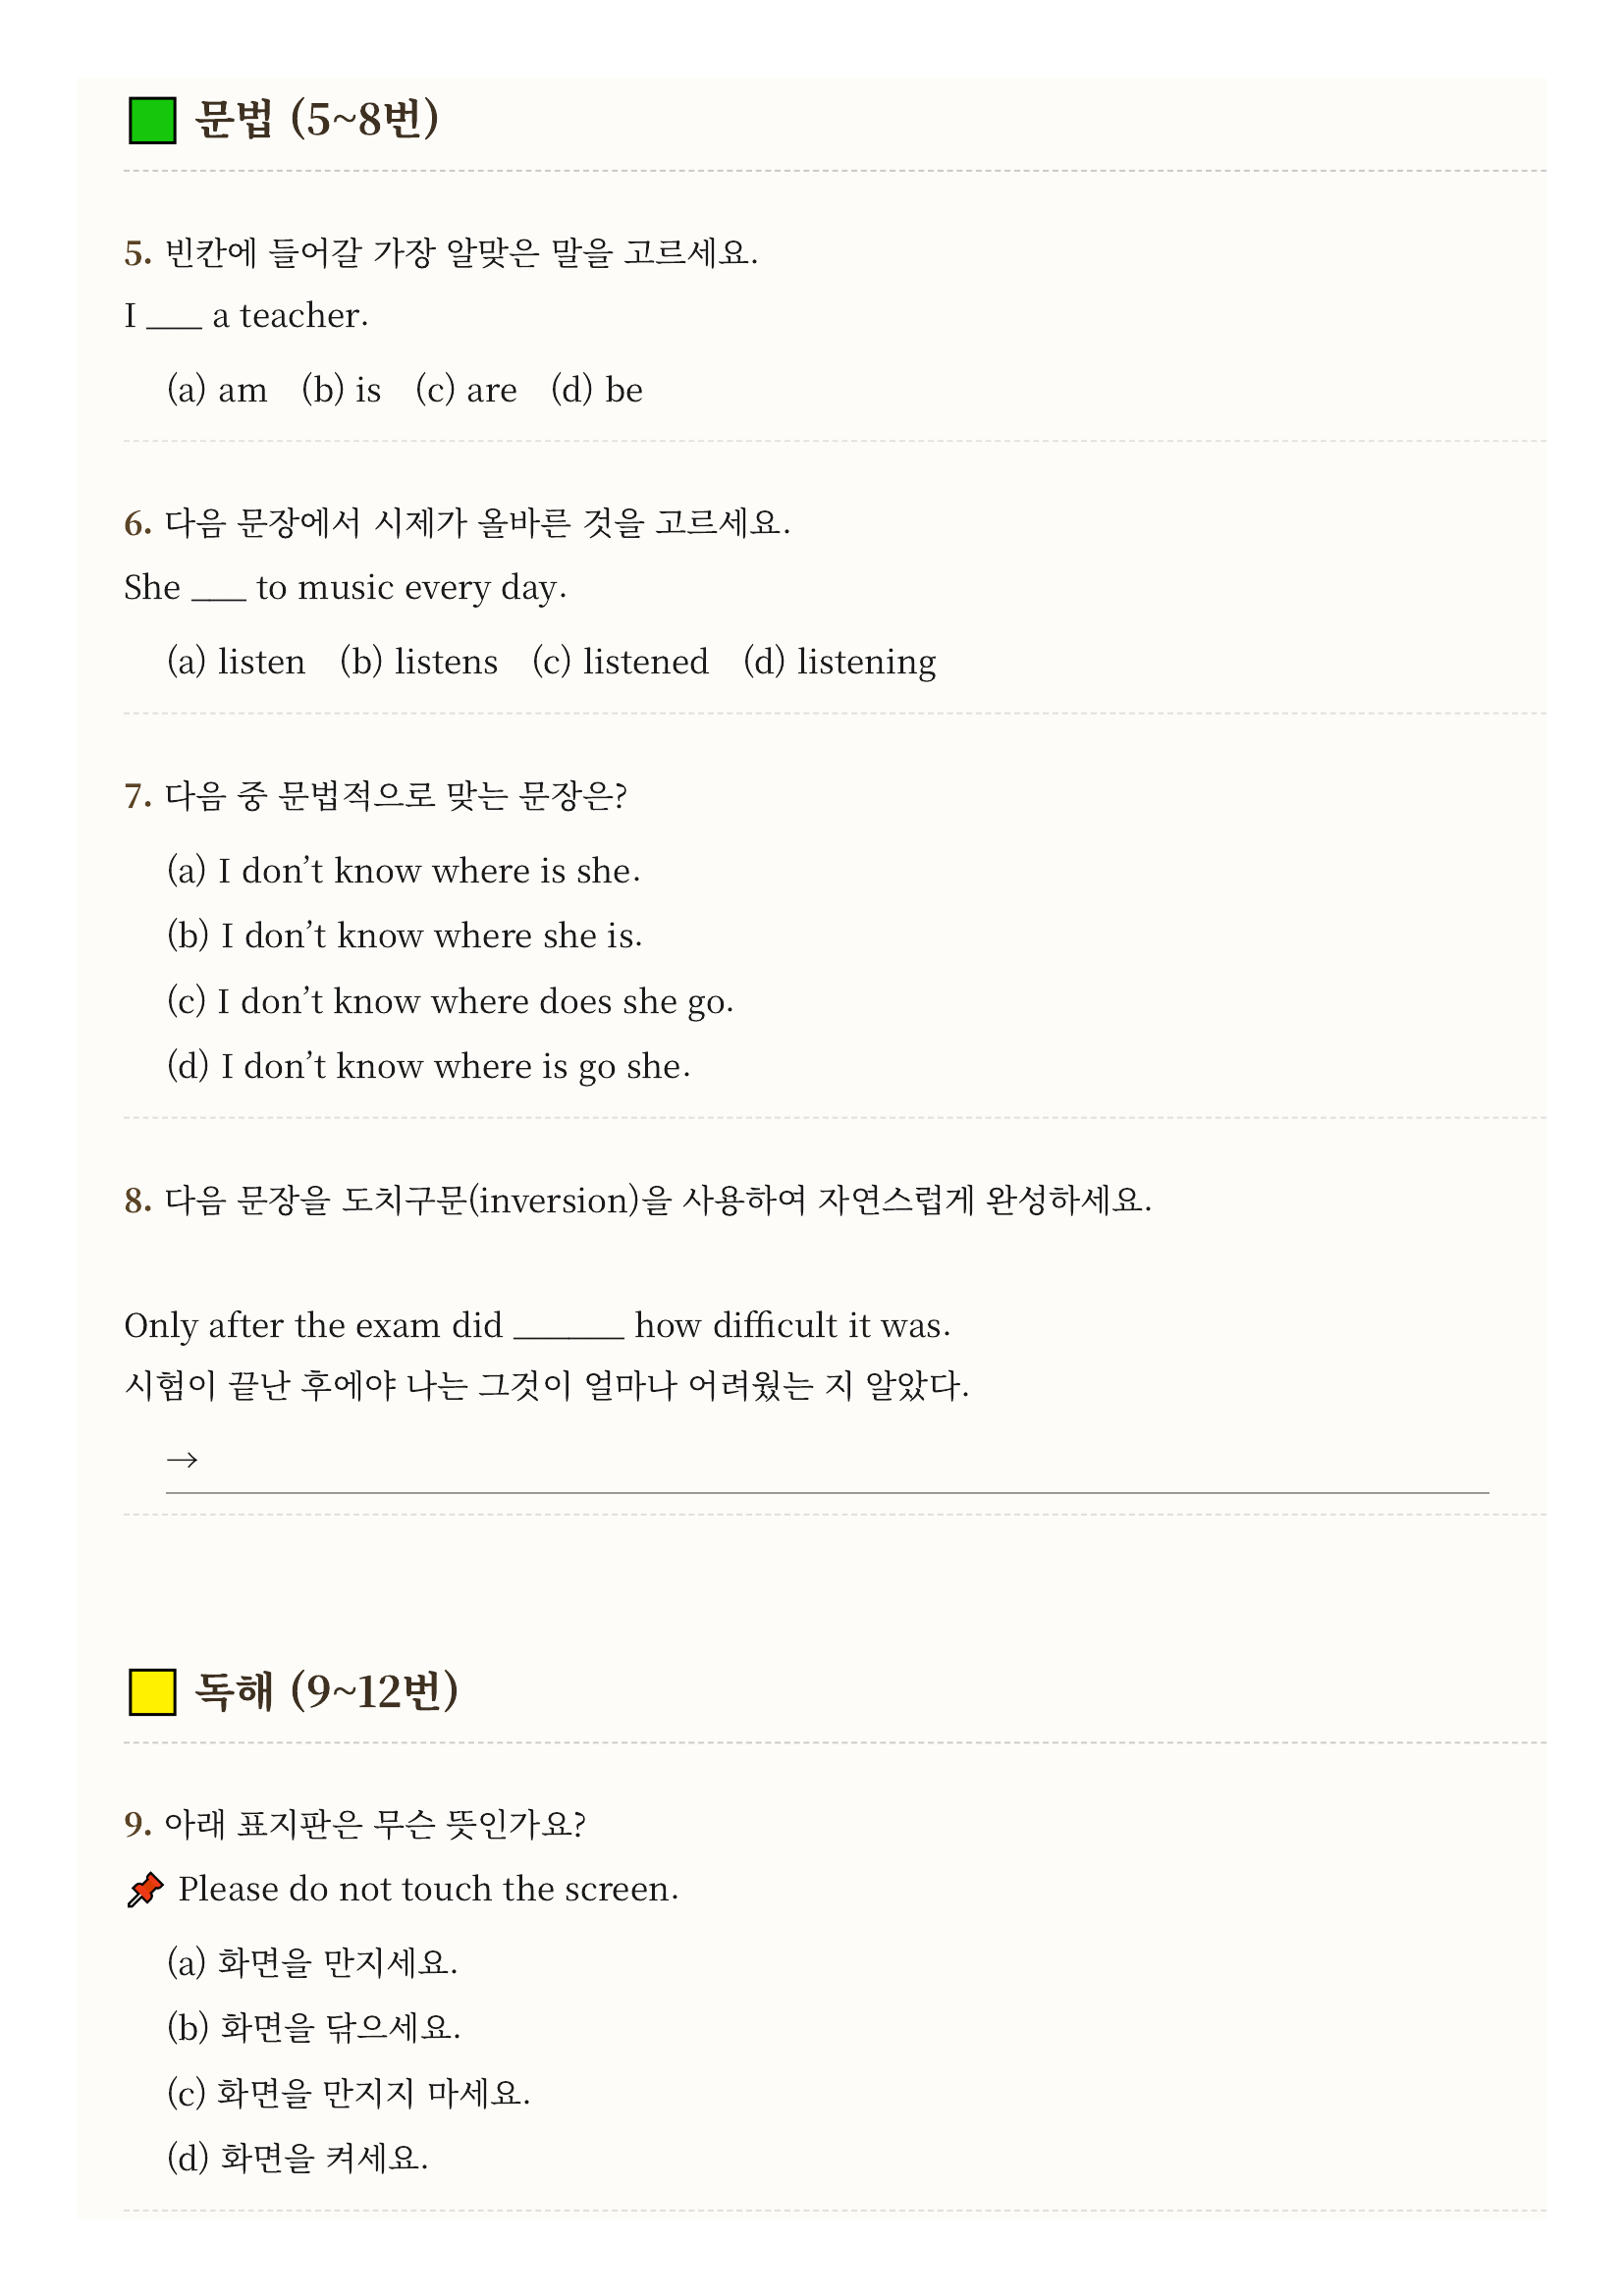 문법 (5~8번)
5. 빈칸에 들어갈 가장 알맞은 말을 고르세요.
I ___ a teacher.
(a) am (b) is (c) are (d) be
6. 다음 문장에서 시제가 올바른 것을 고르세요.
She ___ to music every day.
(a) listen (b) listens (c) listened (d) listening
7. 다음 중 문법적으로 맞는 문장은?
(a) I don’t know where is she.
(b) I don’t know where she is.
(c) I don’t know where does she go.
(d) I don’t know where is go she.
8. 다음 문장을 도치구문(inversion)을 사용하여 자연스럽게 완성하세요.
Only after the exam did ______ how difficult it was.
시험이 끝난 후에야 나는 그것이 얼마나 어려웠는 지 알았다.
→
독해 (9~12번)
9. 아래 표지판은 무슨 뜻인가요?
📌 Please do not touch the screen.
(a) 화면을 만지세요.
(b) 화면을 닦으세요.
(c) 화면을 만지지 마세요.
(d) 화면을 켜세요.